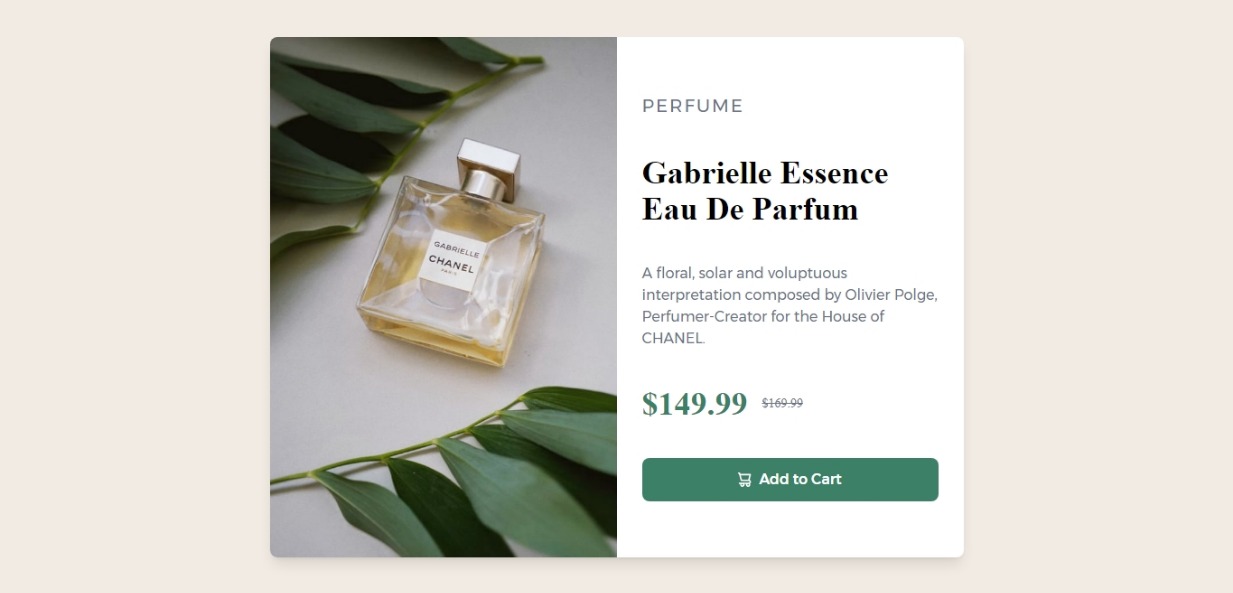 GABRIELLE
CHANEL
PARIS
PERFUME
Gabrielle Essence
Eau De Parfum
A floral, solar and voluptuous
interpretation composed by Olivier Polge,
Perfumer-Creator for the House of
CHANEL.
$149.99 $169.99
Add to Cart